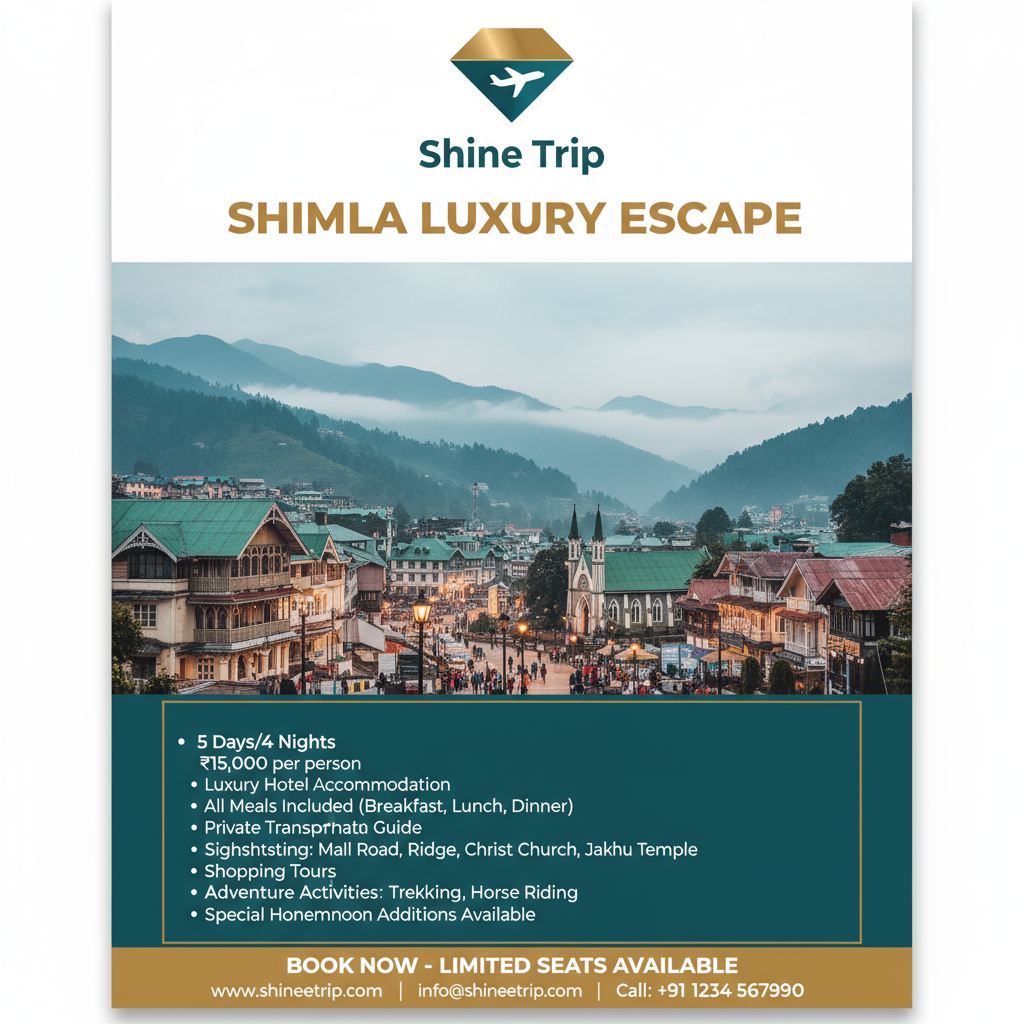 Shine Trip
SHIMLA LUXURY ESCAPE
• 5 Days/4 Nights
₹15,000 per person
• Luxury Hotel Accommodation
• All Meals Included (Breakfast, Lunch, Dinner)
• Private Guide
• Sighshtsting: Mall Road, Ridge, Christ Church, Jakhu Temple
• Shopping Tours
• Adventure Activities: Trekking, Horse Riding
• Special Honemnoon Additions Available
BOOK NOW - LIMITED SEATS AVAILABLE
www.shineetrip.com | info@shineetrip.com | Call: +91 1234 567990